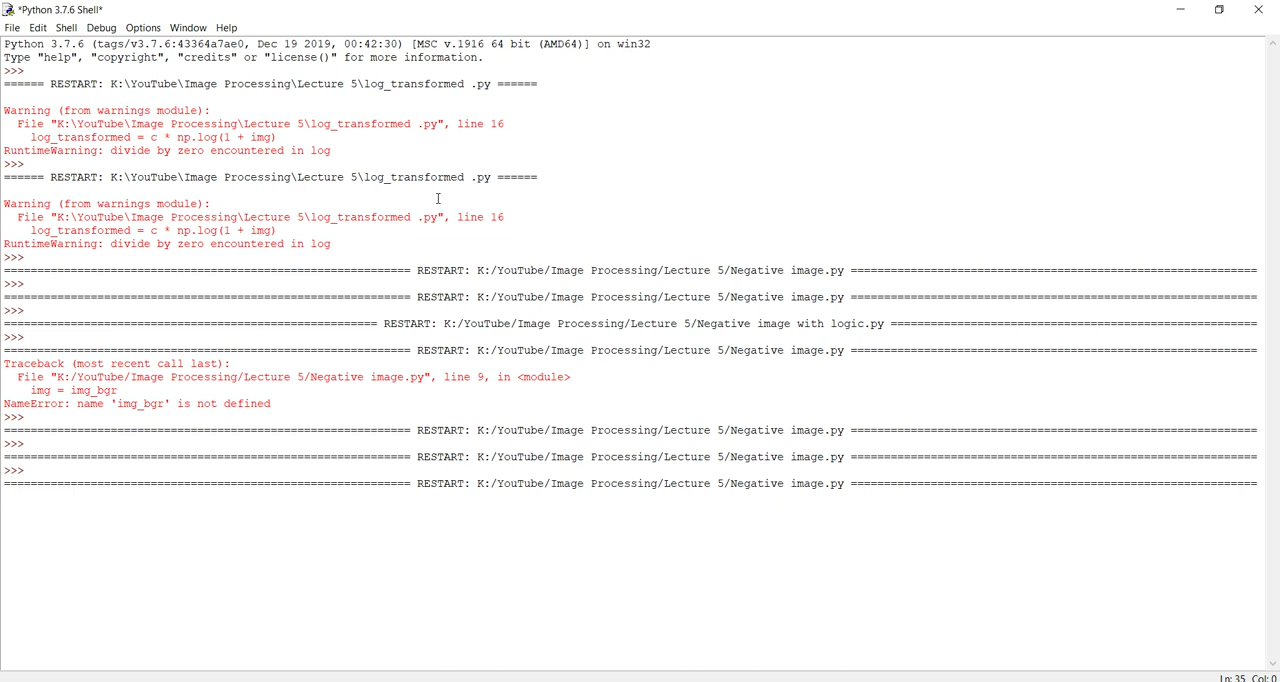 *Python 3.7.6 Shell*
File Edit Shell Debug Options Window Help
Python 3.7.6 (tags/v3.7.6:43364a7ae0, Dec 19 2019, 00:42:30) [MSC v.1916 64 bit (AMD64)] on win32
Type "help", "copyright", "credits" or "license()" for more information.
>>>
====== RESTART: K:\YouTube\Image Processing\Lecture 5\log_transformed .py ======
Warning (from warnings module):
File "K:\YouTube\Image Processing\Lecture 5\log_transformed .py", line 16
log_transformed = c * np.log(1 + img)
RuntimeWarning: divide by zero encountered in log
>>>
====== RESTART: K:\YouTube\Image Processing\Lecture 5\log_transformed .py ======
Warning (from warnings module):
File "K:\YouTube\Image Processing\Lecture 5\log_transformed .py", line 16
log_transformed = c * np.log(1 + img)
RuntimeWarning: divide by zero encountered in log
>>>
============================================================= RESTART: K:/YouTube/Image Processing/Lecture 5/Negative image.py =============================================================
>>>
============================================================= RESTART: K:/YouTube/Image Processing/Lecture 5/Negative image.py =============================================================
>>>
======================================================== RESTART: K:/YouTube/Image Processing/Lecture 5/Negative image with logic.py =======================================================
>>>
============================================================= RESTART: K:/YouTube/Image Processing/Lecture 5/Negative image.py =============================================================
Traceback (most recent call last):
File "K:/YouTube/Image Processing/Lecture 5/Negative image.py", line 9, in <module>
img = img_bgr
NameError: name 'img_bgr' is not defined
>>>
============================================================= RESTART: K:/YouTube/Image Processing/Lecture 5/Negative image.py =============================================================
>>>
============================================================= RESTART: K:/YouTube/Image Processing/Lecture 5/Negative image.py =============================================================
>>>
============================================================= RESTART: K:/YouTube/Image Processing/Lecture 5/Negative image.py =============================================================
Ln: 35 Col: 0